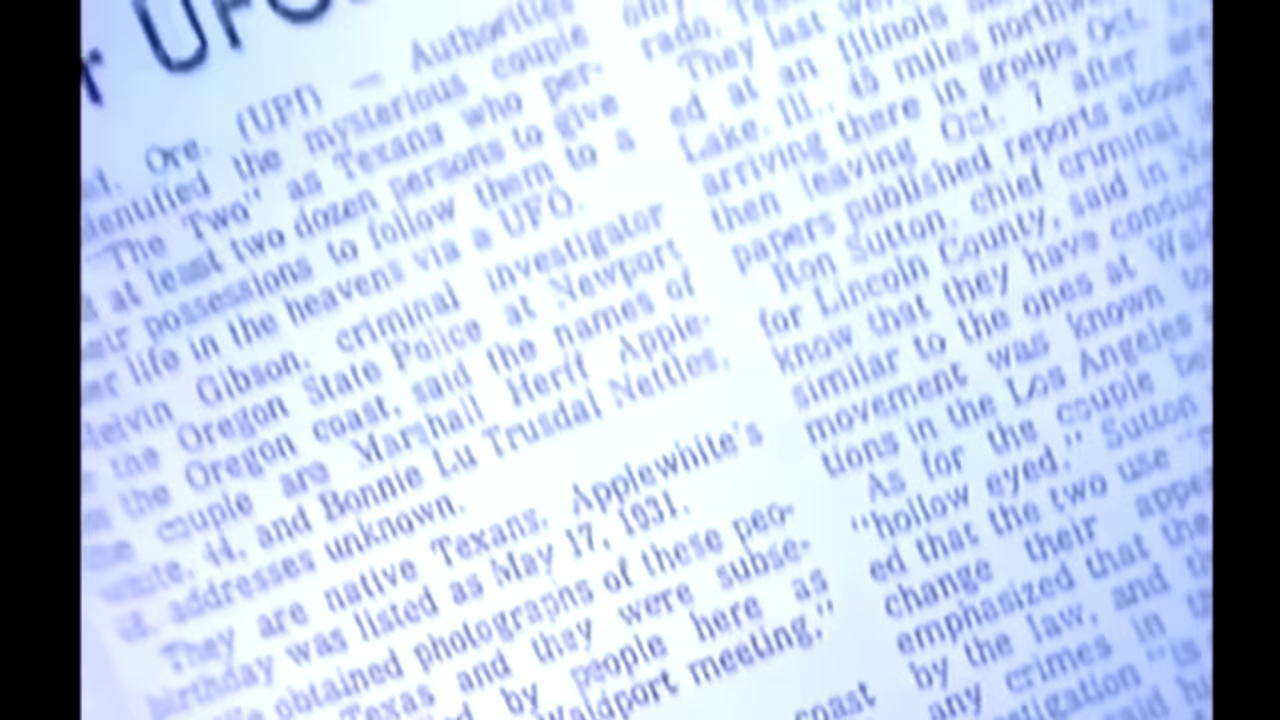 UFO
Ore. (UPI) — Authorities
identified the mysterious couple
"The Two" as Texans who per-
at least two dozen persons to give
possessions to follow them to a
life in the heavens via a UFO.
Gibson, criminal investigator
the Oregon State Police at Newport
the Oregon coast, said the names of
couple are Marshall Herff Apple-
white, 44, and Bonnie Lu Trusdal Nettles,
addresses unknown.
They are native Texans. Applewhite's
birthday was listed as May 17, 1931.
obtained photographs of these peo-
Texas and they were subse-
by people here as
Waldport meeting."
coast
rado,
They last
ed at an Illinois
Lake, Ill., 45 miles
arriving there in groups Oct.
then leaving Oct. 7 after
papers published reports about
Ron Sutton, chief criminal
for Lincoln County, said in
know that they have
similar to the ones at
movement was known to
tions in the Los Angeles
As for the couple
"hollow eyed," Sutton
ed that the two use
change their
emphasized that the
by the law, and
any crimes in